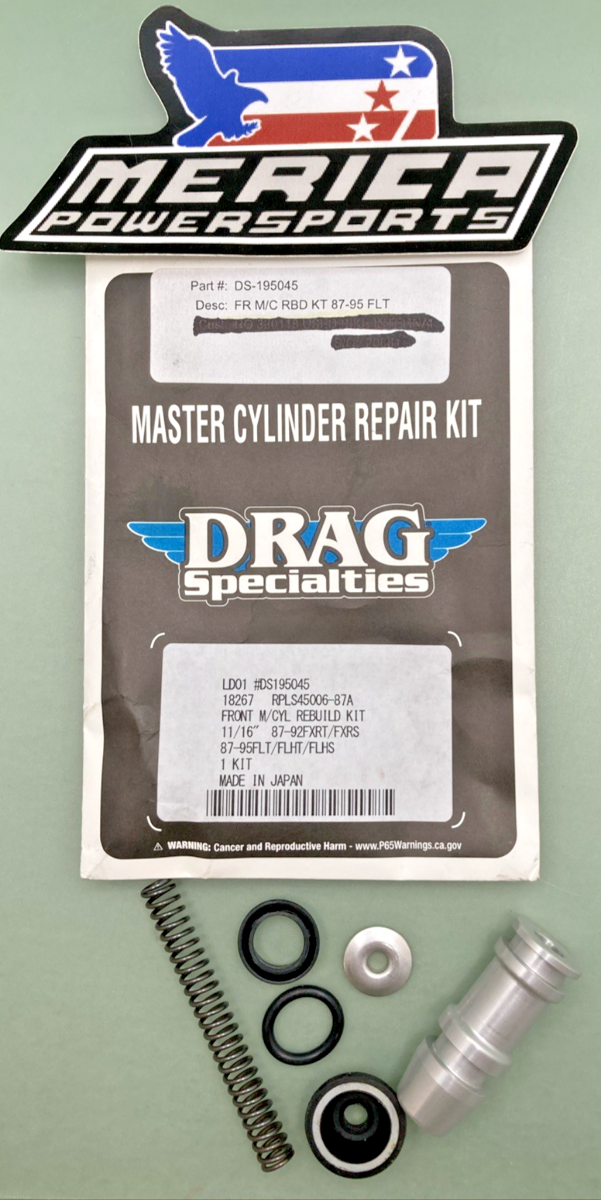 MERICA
POWERSPORTS
Part #: DS-195045
Desc: FR M/C RBD KT 87-95 FLT
MASTER CYLINDER REPAIR KIT
DRAG
Specialties
LD01 #DS195045
18267 RPLS45006-87A
FRONT M/CYL REBUILD KIT
11/16" 87-92FXRT/FXRS
87-95FLT/FLHT/FLHS
1 KIT
MADE IN JAPAN
⚠ WARNING: Cancer and Reproductive Harm - www.P65Warnings.ca.gov